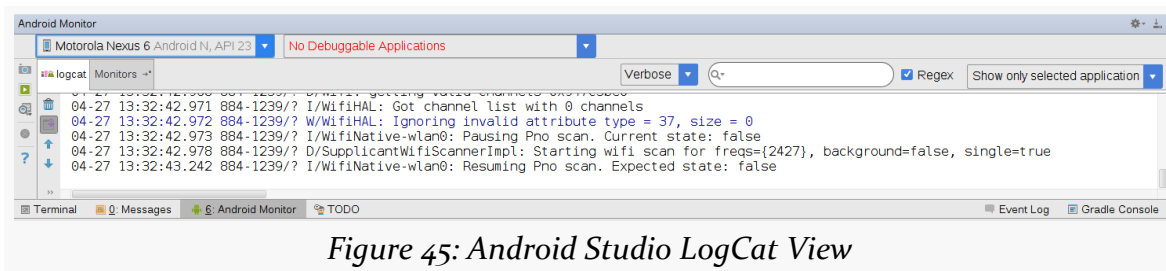 Android Monitor
Motorola Nexus 6 Android N, API 23 No Debuggable Applications
logcat Monitors Verbose Regex Show only selected application
04-27 13:32:42.971 884-1239/? I/WifiHAL: Got channel list with 0 channels
04-27 13:32:42.972 884-1239/? W/WifiHAL: Ignoring invalid attribute type = 37, size = 0
04-27 13:32:42.973 884-1239/? I/WifiNative-wlan0: Pausing Pno scan. Current state: false
04-27 13:32:42.978 884-1239/? D/SupplicantWifiScannerImpl: Starting wifi scan for freqs={2427}, background=false, single=true
04-27 13:32:43.242 884-1239/? I/WifiNative-wlan0: Resuming Pno scan. Expected state: false
Terminal 0: Messages 6: Android Monitor TODO Event Log Gradle Console
Figure 45: Android Studio LogCat View